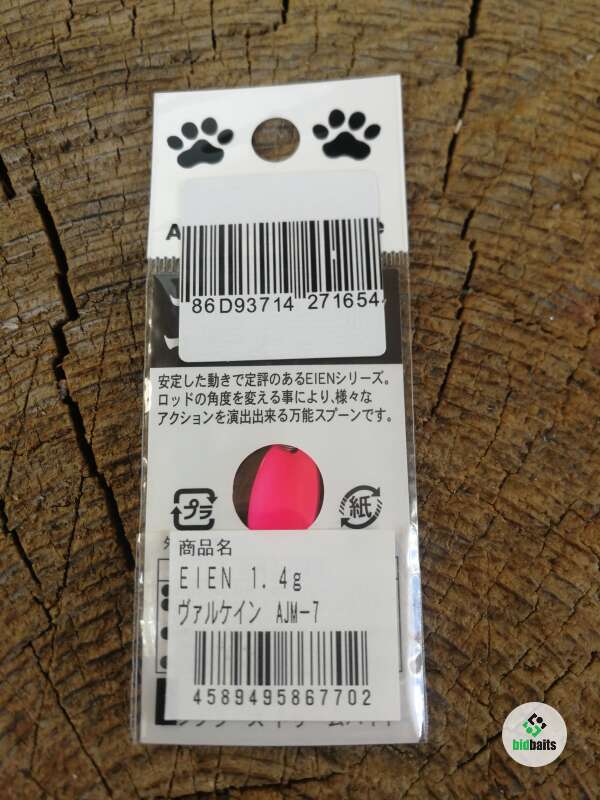 86D93714 271654
安定した動きで定評のあるEIENシリーズ。
ロッドの角度を変える事により、様々な
アクションを演出出来る万能スプーンです。
プラ
紙
商品名
EIEN 1.4g
ヴァルケイン AJM-7
4589495867702
bidbaits